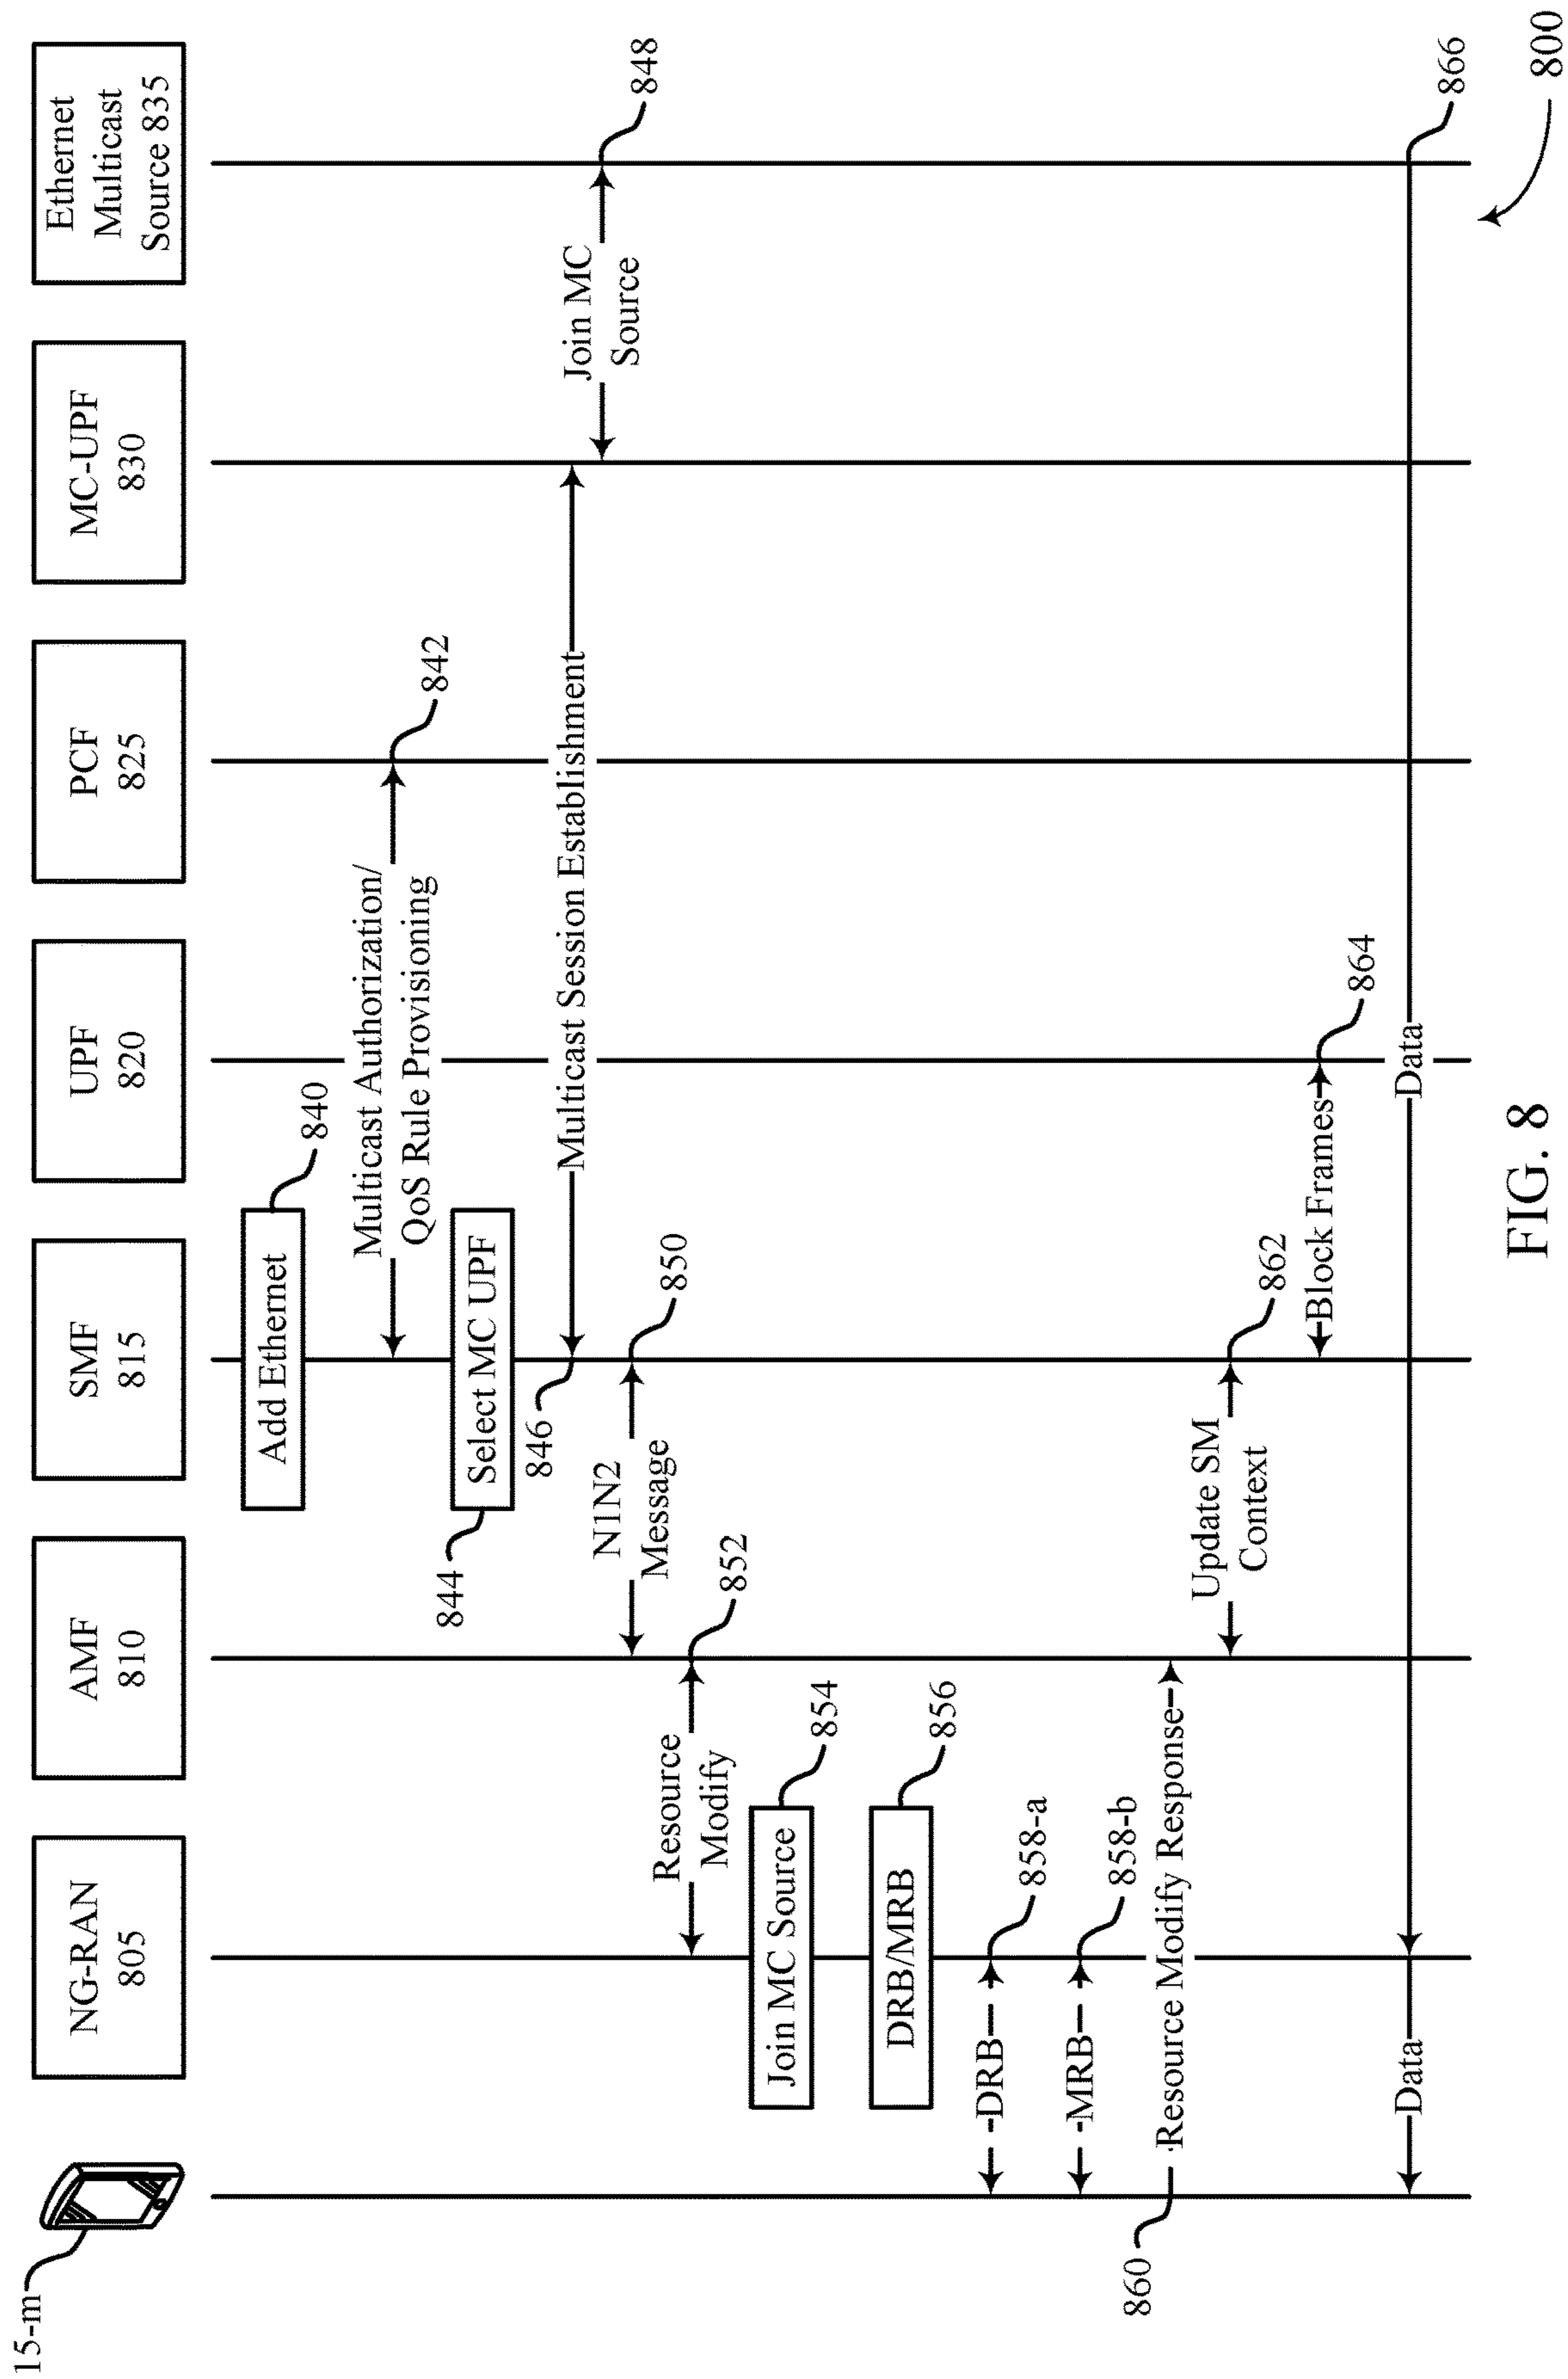 15-m
NG-RAN
805
AMF
810
SMF
815
UPF
820
PCF
825
MC-UPF
830
Ethernet
Multicast
Source 835
Add Ethernet
840
Multicast Authorization/
QoS Rule Provisioning
842
844
Select MC UPF
846
Multicast Session Establishment
Join MC
Source
848
N1N2
Message
850
Resource
Modify
852
Join MC Source
854
DRB/MRB
856
DRB
858-a
MRB
858-b
860
Resource Modify Response
Update SM
Context
862
Block Frames
864
Data
Data
866
800
FIG. 8